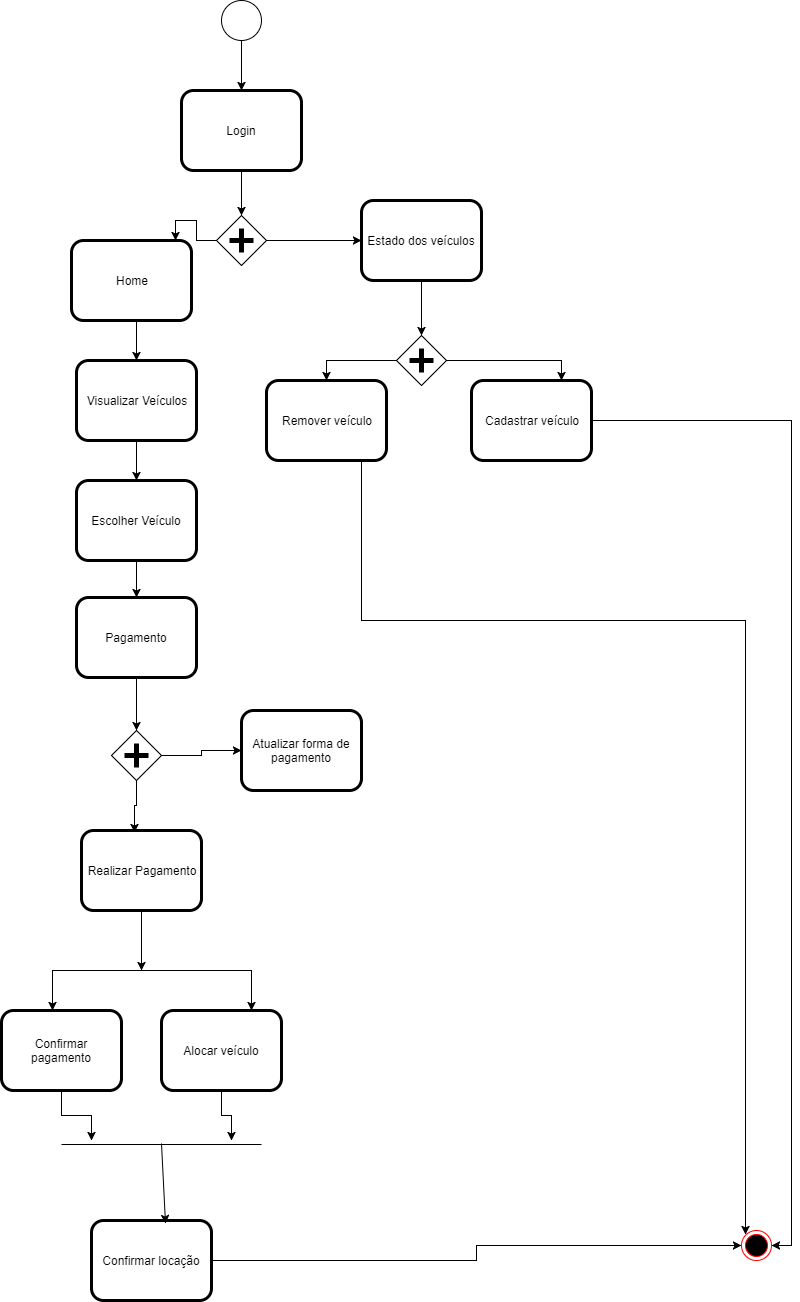 Login
Estado dos veículos
Home
Visualizar Veículos
Remover veículo
Cadastrar veículo
Escolher Veículo
Pagamento
Atualizar forma de
pagamento
Realizar Pagamento
Confirmar
pagamento
Alocar veículo
Confirmar locação